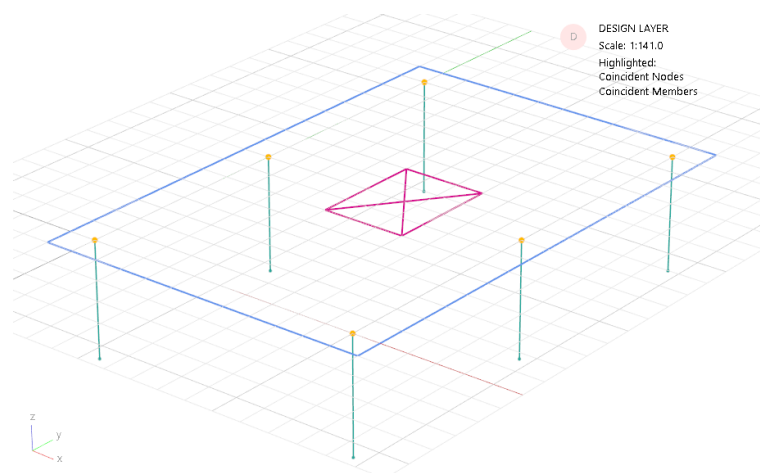 D
DESIGN LAYER
Scale: 1:141.0
Highlighted:
Coincident Nodes
Coincident Members
z
y
x